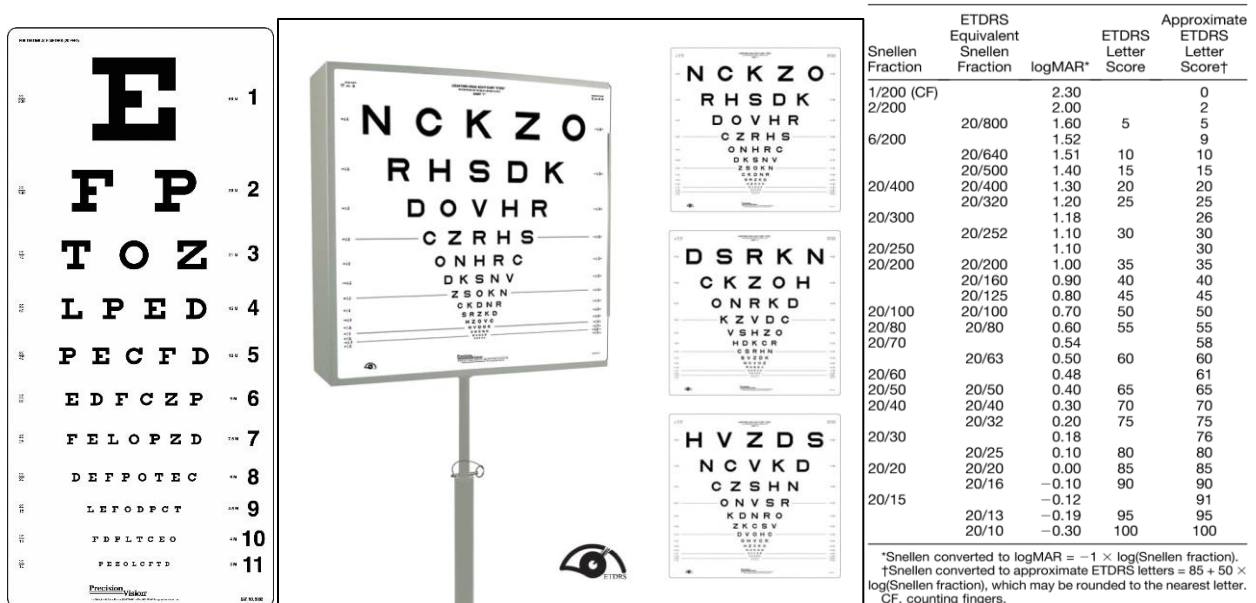 E 1
F P 2
T O Z 3
L P E D 4
P E C F D 5
E D F C Z P 6
F E L O P Z D 7
D E F P O T E C 8
L E F O D P C T 9
F D P L T C E O 10
P E Z O L C F T D 11
Precision Vision
N C K Z O
R H S D K
D O V H R
C Z R H S
O N H R C
D K S N V
Z S O K N
C K D N R
S R Z K D
H Z O V C
N C K Z O
R H S D K
D O V H R
C Z R H S
O N H R C
D K S N V
Z S O K N
C K D N R
D S R K N
C K Z O H
O N R K D
K Z V D C
V S H Z O
H D K C R
C S R H N
H V Z D S
N C V K D
C Z S H N
O N V S R
K D N R O
Z K C S V
D V O H C
ETDRS
Snellen Fraction ETDRS Equivalent Snellen Fraction logMAR* ETDRS Letter Score Approximate ETDRS Letter Score†
1/200 (CF) 2.30 0
2/200 2.00 2
20/800 1.60 5 5
6/200 1.52 9
20/640 1.51 10 10
20/500 1.40 15 15
20/400 20/400 1.30 20 20
20/320 1.20 25 25
20/300 1.18 26
20/252 1.10 30 30
20/250 1.10 30
20/200 20/200 1.00 35 35
20/160 0.90 40 40
20/125 0.80 45 45
20/100 20/100 0.70 50 50
20/80 20/80 0.60 55 55
20/70 0.54 58
20/63 0.50 60 60
20/60 0.48 61
20/50 20/50 0.40 65 65
20/40 20/40 0.30 70 70
20/32 0.20 75 75
20/30 0.18 76
20/25 0.10 80 80
20/20 20/20 0.00 85 85
20/16 −0.10 90 90
20/15 −0.12 91
20/13 −0.19 95 95
20/10 −0.30 100 100
*Snellen converted to logMAR = −1 × log(Snellen fraction).
†Snellen converted to approximate ETDRS letters = 85 + 50 ×
log(Snellen fraction), which may be rounded to the nearest letter.
CF, counting fingers.